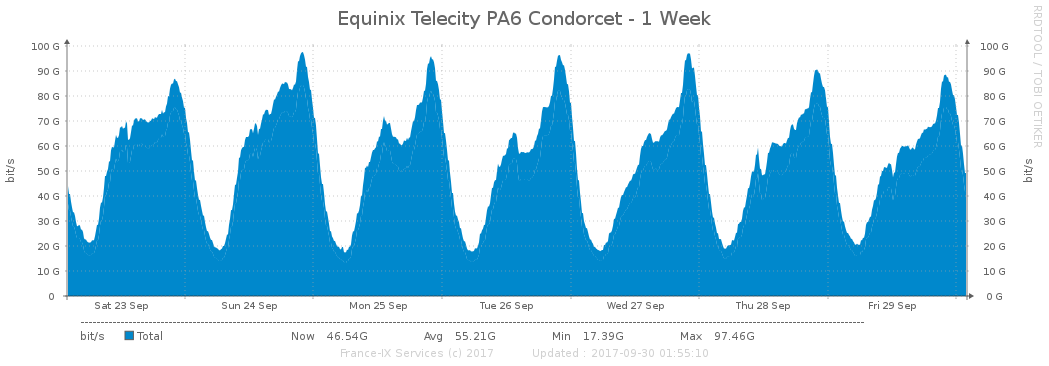 Equinix Telecity PA6 Condorcet - 1 Week
RRDTOOL / TOBI OETIKER
100 G 100 G
90 G 90 G
80 G 80 G
70 G 70 G
60 G 60 G
50 G 50 G
40 G 40 G
30 G 30 G
20 G 20 G
10 G 10 G
0 0 G
bit/s
bit/s
Sat 23 Sep Sun 24 Sep Mon 25 Sep Tue 26 Sep Wed 27 Sep Thu 28 Sep Fri 29 Sep
bit/s Total Now 46.54G Avg 55.21G Min 17.39G Max 97.46G
France-IX Services (c) 2017 Updated : 2017-09-30 01:55:10